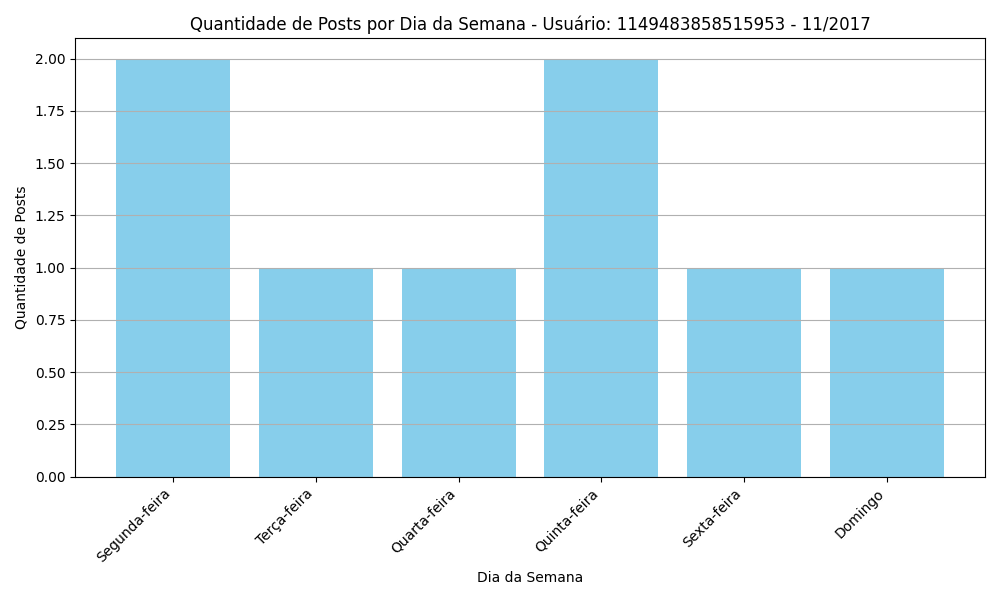 Quantidade de Posts por Dia da Semana - Usuário: 1149483858515953 - 11/2017
Quantidade de Posts
2.00
1.75
1.50
1.25
1.00
0.75
0.50
0.25
0.00
Segunda-feira
Terça-feira
Quarta-feira
Quinta-feira
Sexta-feira
Domingo
Dia da Semana